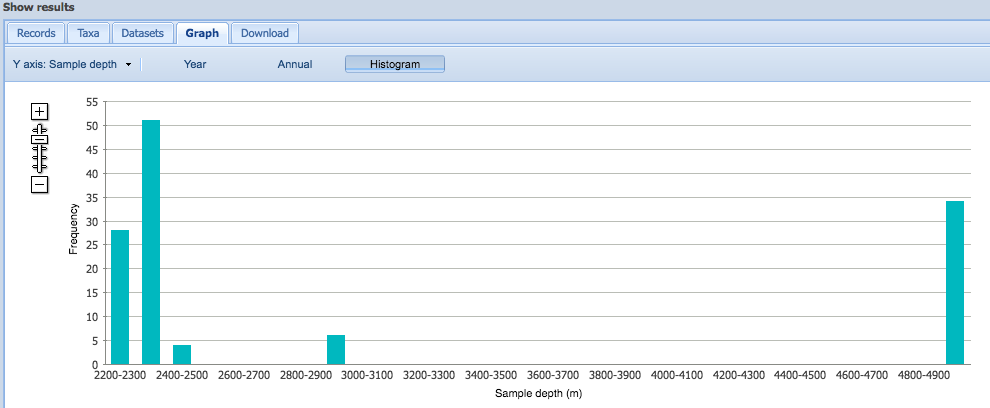 Show results
Records Taxa Datasets Graph Download
Y axis: Sample depth Year Annual Histogram
55
50
45
40
35
30
25
20
15
10
5
0
Frequency
2200-2300 2400-2500 2600-2700 2800-2900 3000-3100 3200-3300 3400-3500 3600-3700 3800-3900 4000-4100 4200-4300 4400-4500 4600-4700 4800-4900
Sample depth (m)